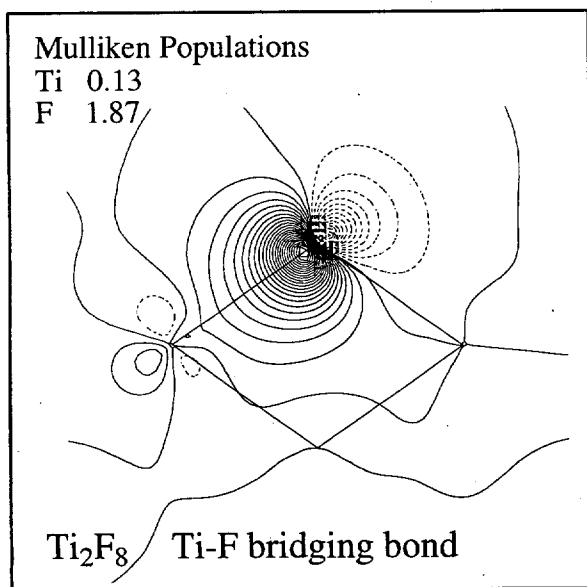 Mulliken Populations
Ti 0.13
F 1.87
Ti₂F₈ Ti-F bridging bond